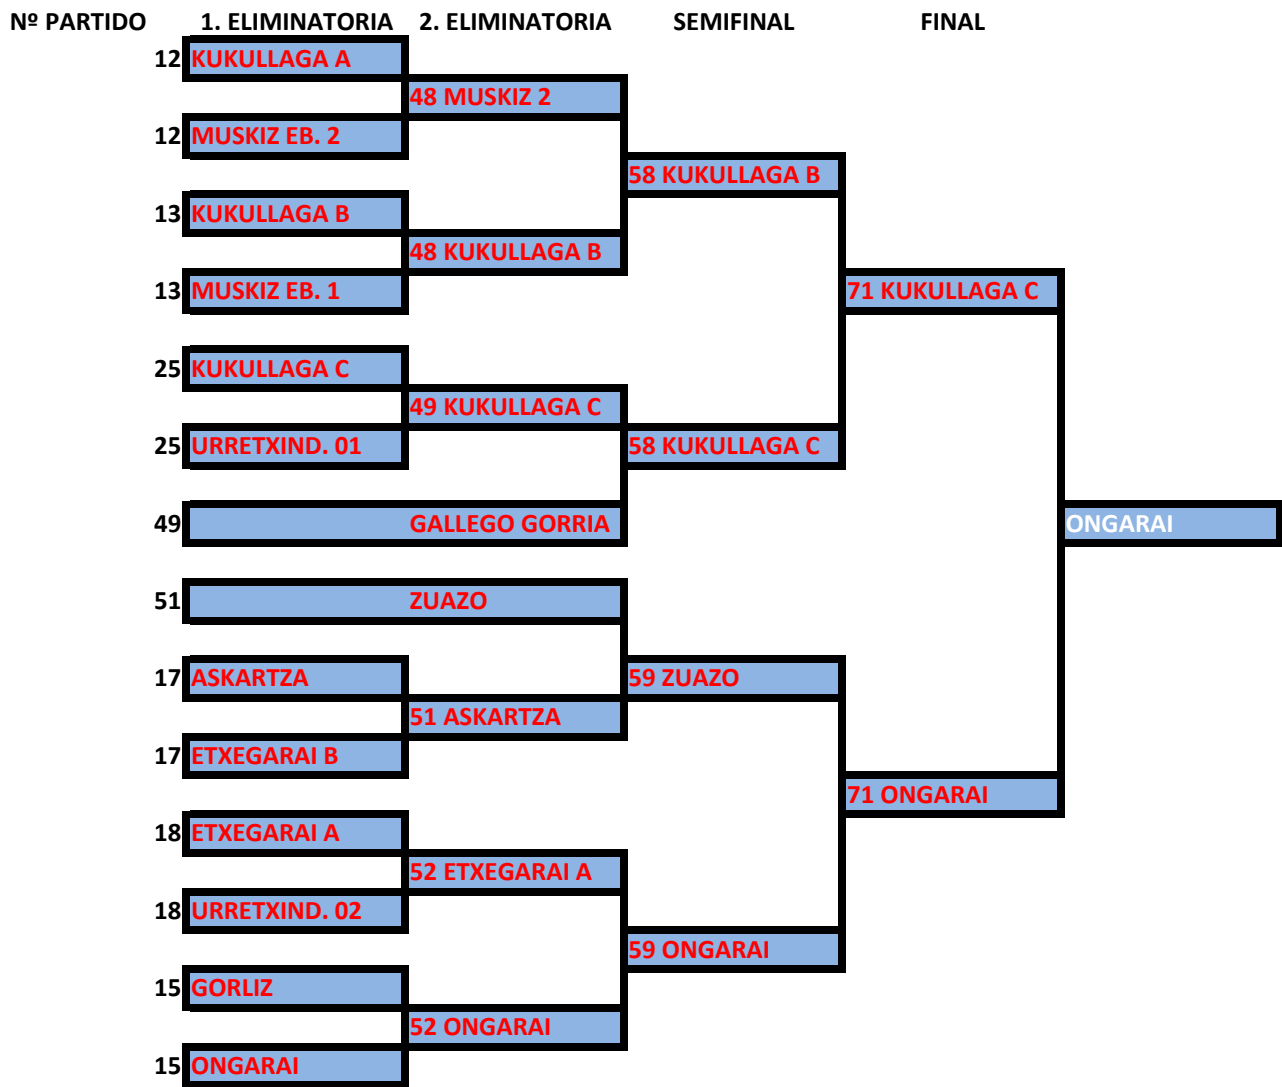 Nº PARTIDO 1. ELIMINATORIA 2. ELIMINATORIA SEMIFINAL FINAL
12 KUKULLAGA A
48 MUSKIZ 2
12 MUSKIZ EB. 2
58 KUKULLAGA B
13 KUKULLAGA B
48 KUKULLAGA B
13 MUSKIZ EB. 1 71 KUKULLAGA C
25 KUKULLAGA C
49 KUKULLAGA C
25 URRETXIND. 01 58 KUKULLAGA C
49 GALLEGO GORRIA ONGARAI
51 ZUAZO
17 ASKARTZA 59 ZUAZO
51 ASKARTZA
17 ETXEGARAI B
71 ONGARAI
18 ETXEGARAI A
52 ETXEGARAI A
18 URRETXIND. 02
59 ONGARAI
15 GORLIZ
52 ONGARAI
15 ONGARAI